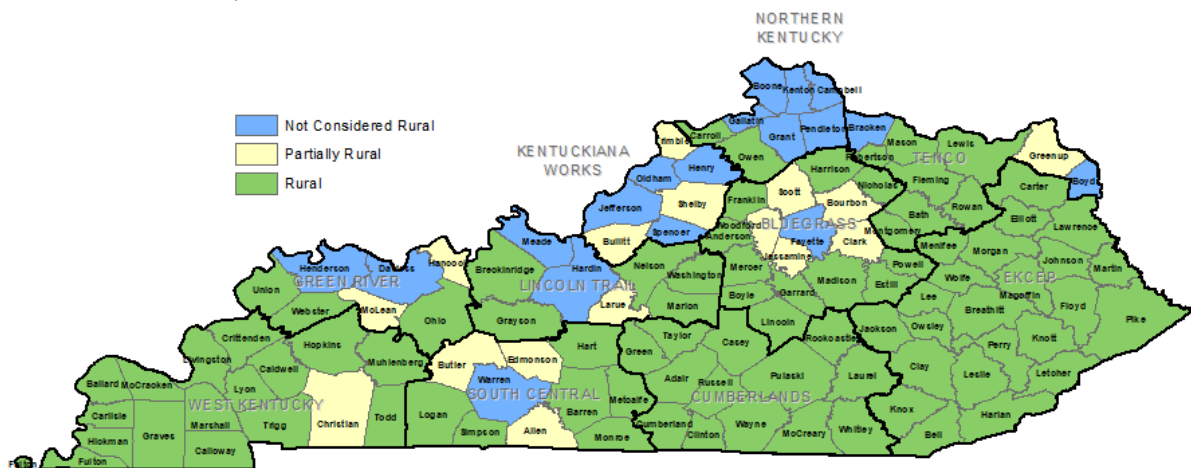 NORTHERN
KENTUCKY
Boone
Kenton
Campbell
Not Considered Rural
Partially Rural
Rural
Gallatin
Grant
Pendleton
Bracken
Carroll
Trimble
Owen
Mason
Lewis
Greenup
TENCO
KENTUCKIANA
WORKS
Oldham
Henry
Harrison
Robertson
Fleming
Carter
Boyd
Scott
Nicholas
Rowan
Jefferson
Shelby
Franklin
Bourbon
Bath
Elliott
Lawrence
BLUEGRASS
Woodford
Anderson
Fayette
Clark
Montgomery
Menifee
Morgan
Spencer
Bullitt
Meade
Jessamine
Powell
Johnson
Martin
Henderson
Daviess
Hancock
Breckinridge
Hardin
Nelson
Washington
Mercer
Madison
Estill
Wolfe
EKCEP
Magoffin
GREEN RIVER
LINCOLN TRAIL
Union
Webster
McLean
Ohio
Larue
Marion
Boyle
Garrard
Lee
Breathitt
Floyd
Pike
Grayson
Lincoln
Owsley
Crittenden
Hopkins
Muhlenberg
Hart
Green
Taylor
Casey
Rockcastle
Jackson
Perry
Knott
Livingston
Caldwell
Butler
Edmonson
Ballard
McCracken
Lyon
Warren
Adair
Russell
Pulaski
Laurel
Clay
Leslie
Letcher
WEST KENTUCKY
SOUTH CENTRAL
CUMBERLANDS
Carlisle
Marshall
Trigg
Christian
Todd
Logan
Barren
Metcalfe
Knox
Harlan
Graves
Hickman
Calloway
Simpson
Allen
Monroe
Cumberland
Clinton
Wayne
McCreary
Whitley
Bell
Fulton
Fulton